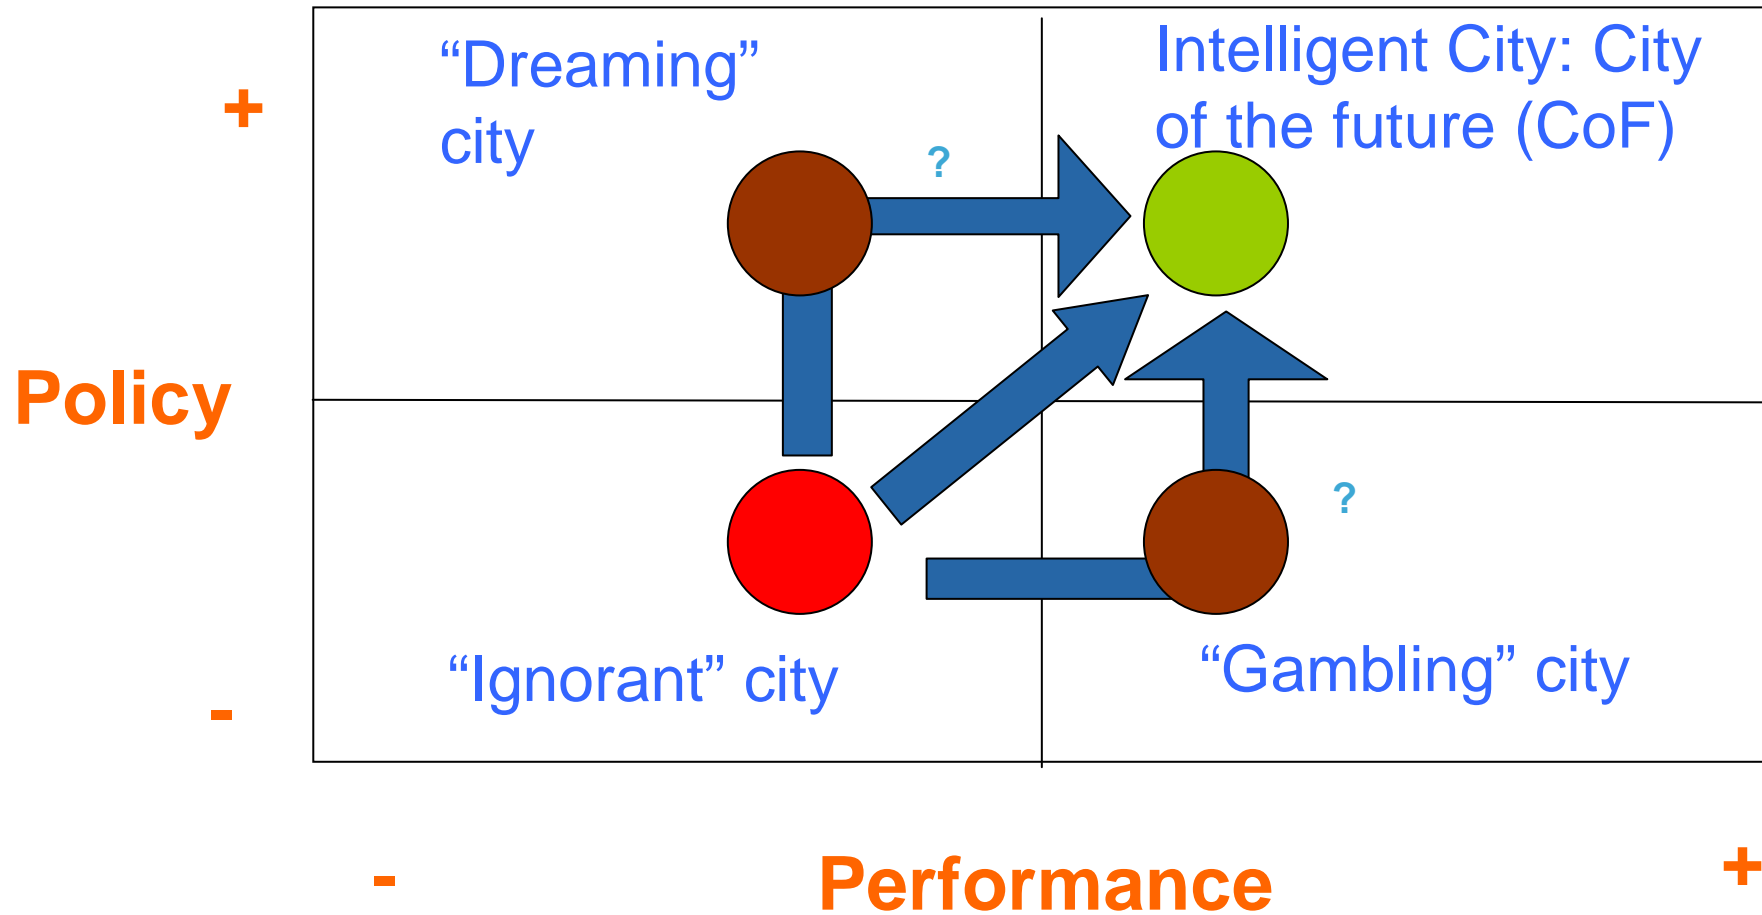 “Dreaming”
city
Intelligent City: City
of the future (CoF)
+
?
Policy
?
“Ignorant” city
“Gambling” city
-
-
Performance
+